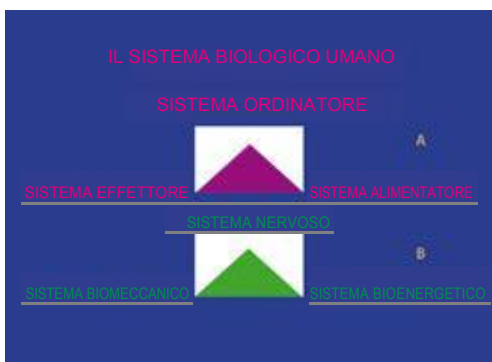 IL SISTEMA BIOLOGICO UMANO
SISTEMA ORDINATORE
A
SISTEMA EFFETTORE SISTEMA ALIMENTATORE
SISTEMA NERVOSO
B
SISTEMA BIOMECCANICO SISTEMA BIOENERGETICO